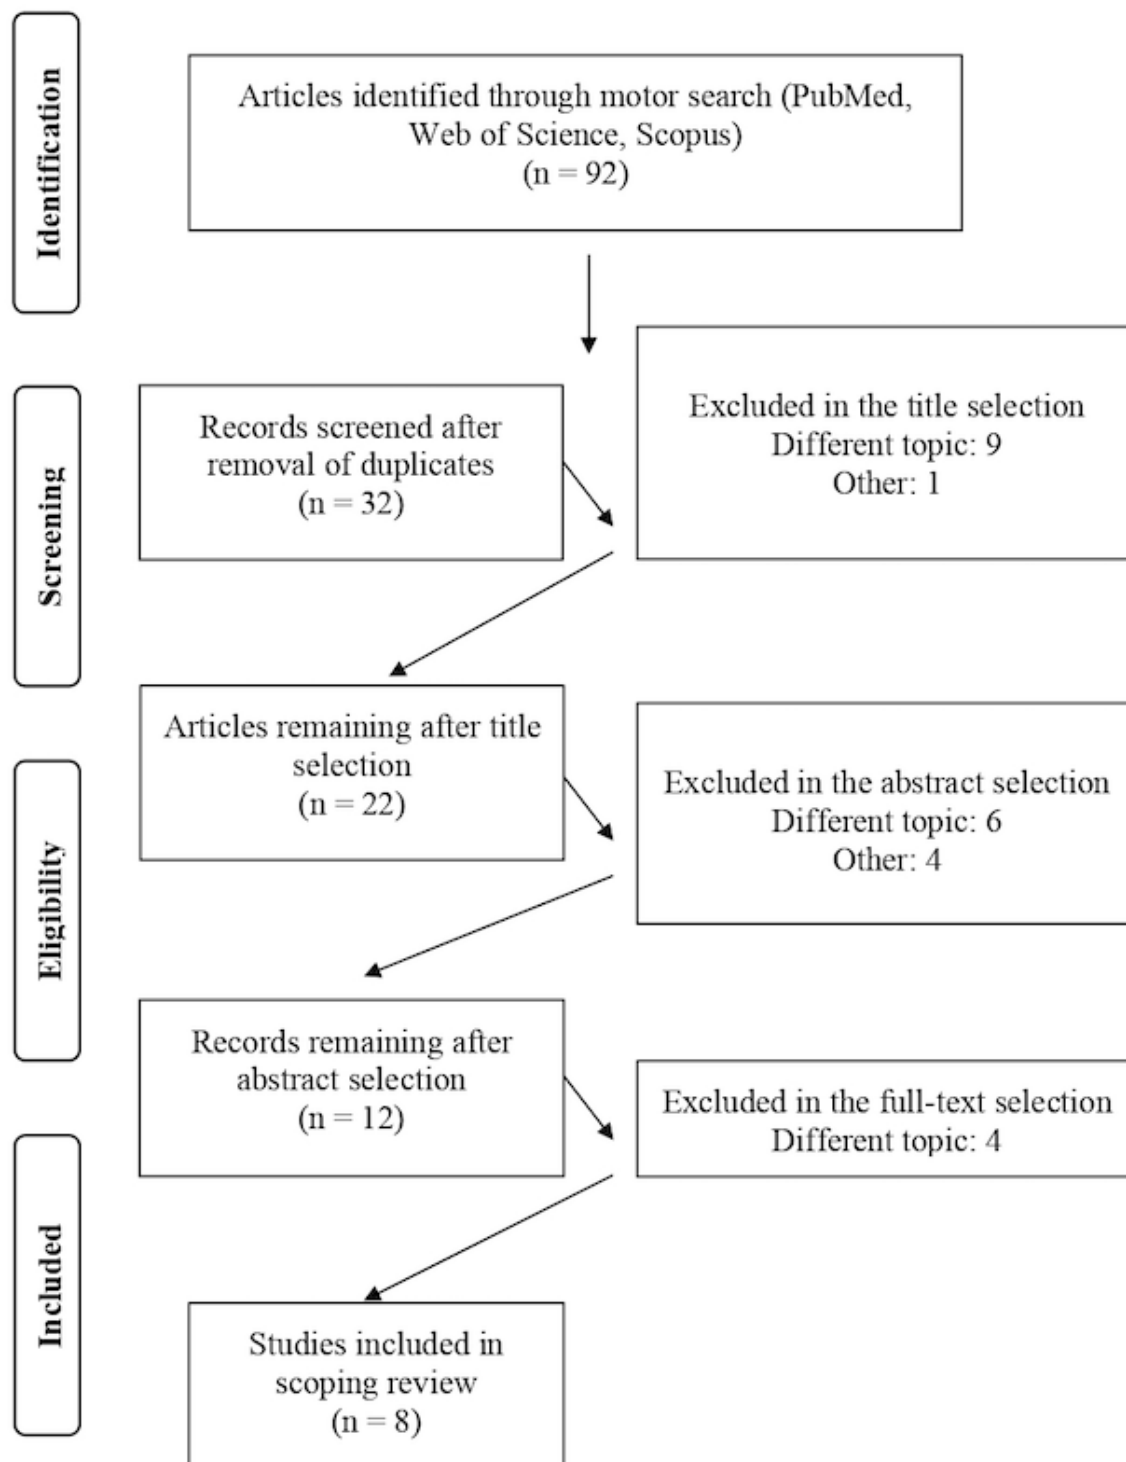 Identification
Articles identified through motor search (PubMed,
Web of Science, Scopus)
(n = 92)
Screening
Records screened after
removal of duplicates
(n = 32)
Excluded in the title selection
Different topic: 9
Other: 1
Articles remaining after title
selection
(n = 22)
Eligibility
Excluded in the abstract selection
Different topic: 6
Other: 4
Records remaining after
abstract selection
(n = 12)
Excluded in the full-text selection
Different topic: 4
Included
Studies included in
scoping review
(n = 8)